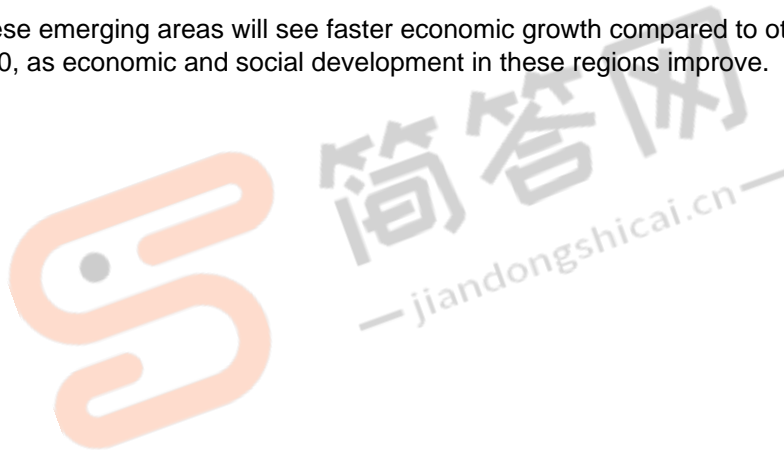 ese emerging areas will see faster economic growth compared to ot
0, as economic and social development in these regions improve.
简答网
jiandongshicai.cn